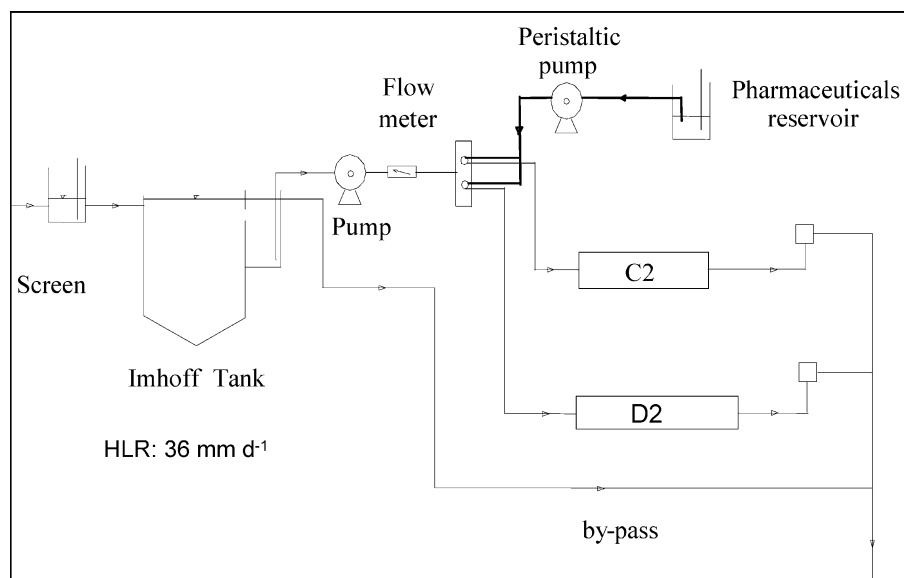 Peristaltic
pump
Flow
meter
Pharmaceuticals
reservoir
Pump
Screen
C2
Imhoff Tank
D2
HLR: 36 mm d⁻¹
by-pass